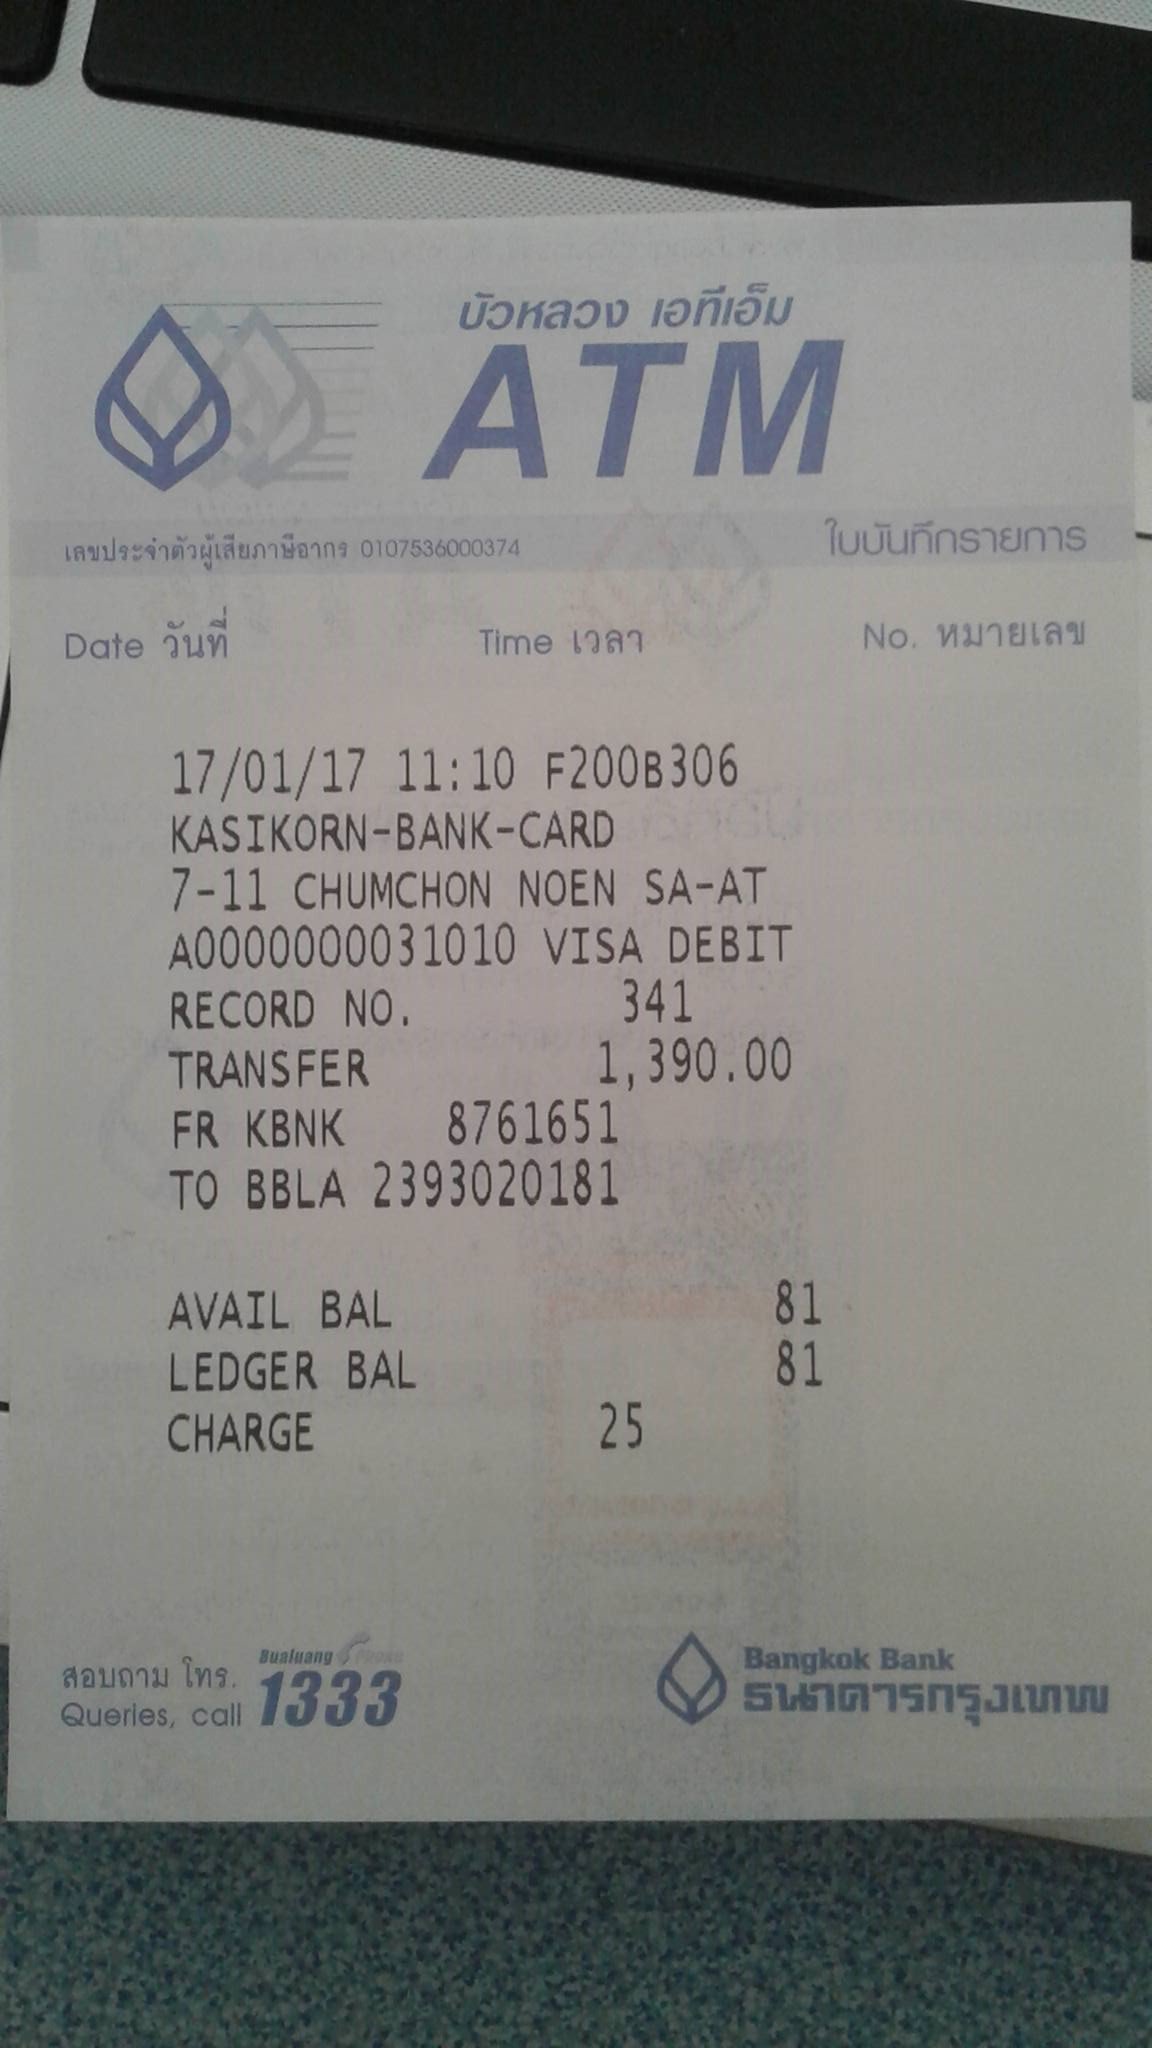 บัวหลวง เอทีเอ็ม
ATM
เลขประจำตัวผู้เสียภาษีอากร 0107536000374
ใบบันทึกรายการ
Date วันที่ Time เวลา No. หมายเลข
17/01/17 11:10 F200B306
KASIKORN-BANK-CARD
7-11 CHUMCHON NOEN SA-AT
A0000000031010 VISA DEBIT
RECORD NO. 341
TRANSFER 1,390.00
FR KBNK 8761651
TO BBLA 2393020181
AVAIL BAL 81
LEDGER BAL 81
CHARGE 25
สอบถาม โทร.
Queries, call
Bualuang PHONE
1333
Bangkok Bank
ธนาคารกรุงเทพ